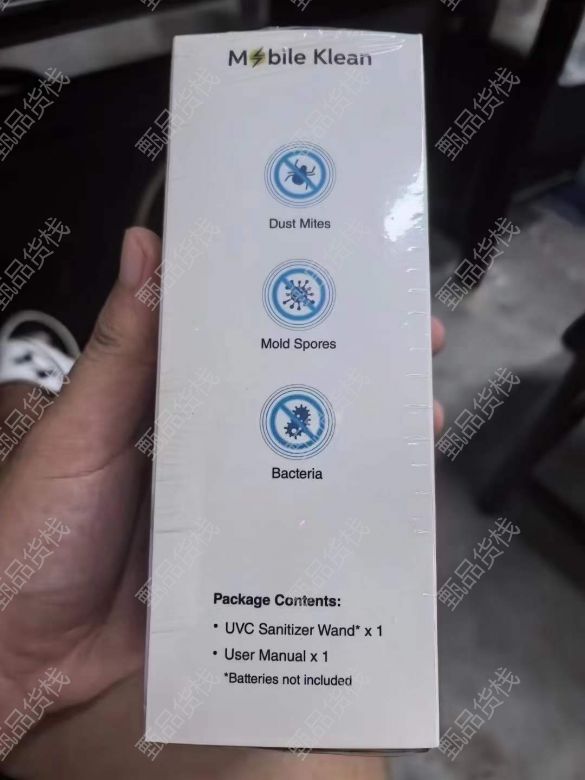 Mobile Klean
Dust Mites
Mold Spores
Bacteria
Package Contents:
• UVC Sanitizer Wand* x 1
• User Manual x 1
*Batteries not included
甄品货栈